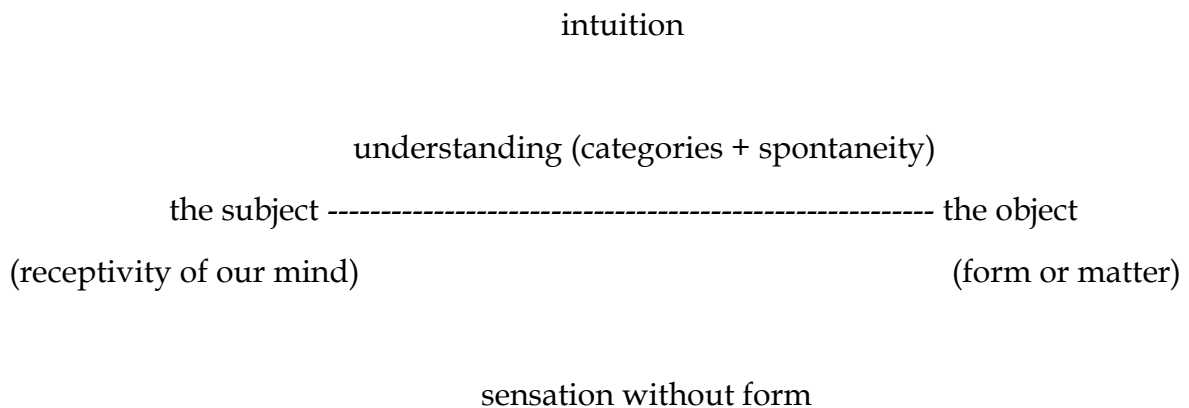 intuition
understanding (categories + spontaneity)
the subject --------------------------------------------------------- the object
(receptivity of our mind) (form or matter)
sensation without form